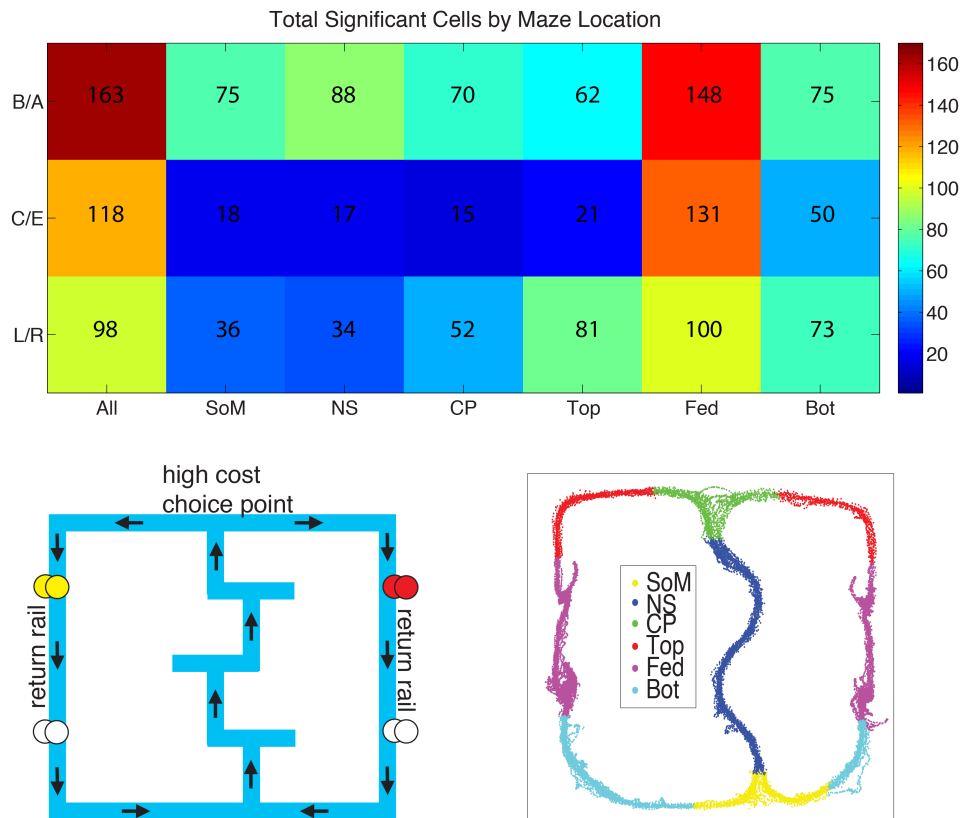 Total Significant Cells by Maze Location
B/A 163 75 88 70 62 148 75
C/E 118 18 17 15 21 131 50
L/R 98 36 34 52 81 100 73
All SoM NS CP Top Fed Bot
160
140
120
100
80
60
40
20
high cost
choice point
return rail
return rail
SoM
NS
CP
Top
Fed
Bot